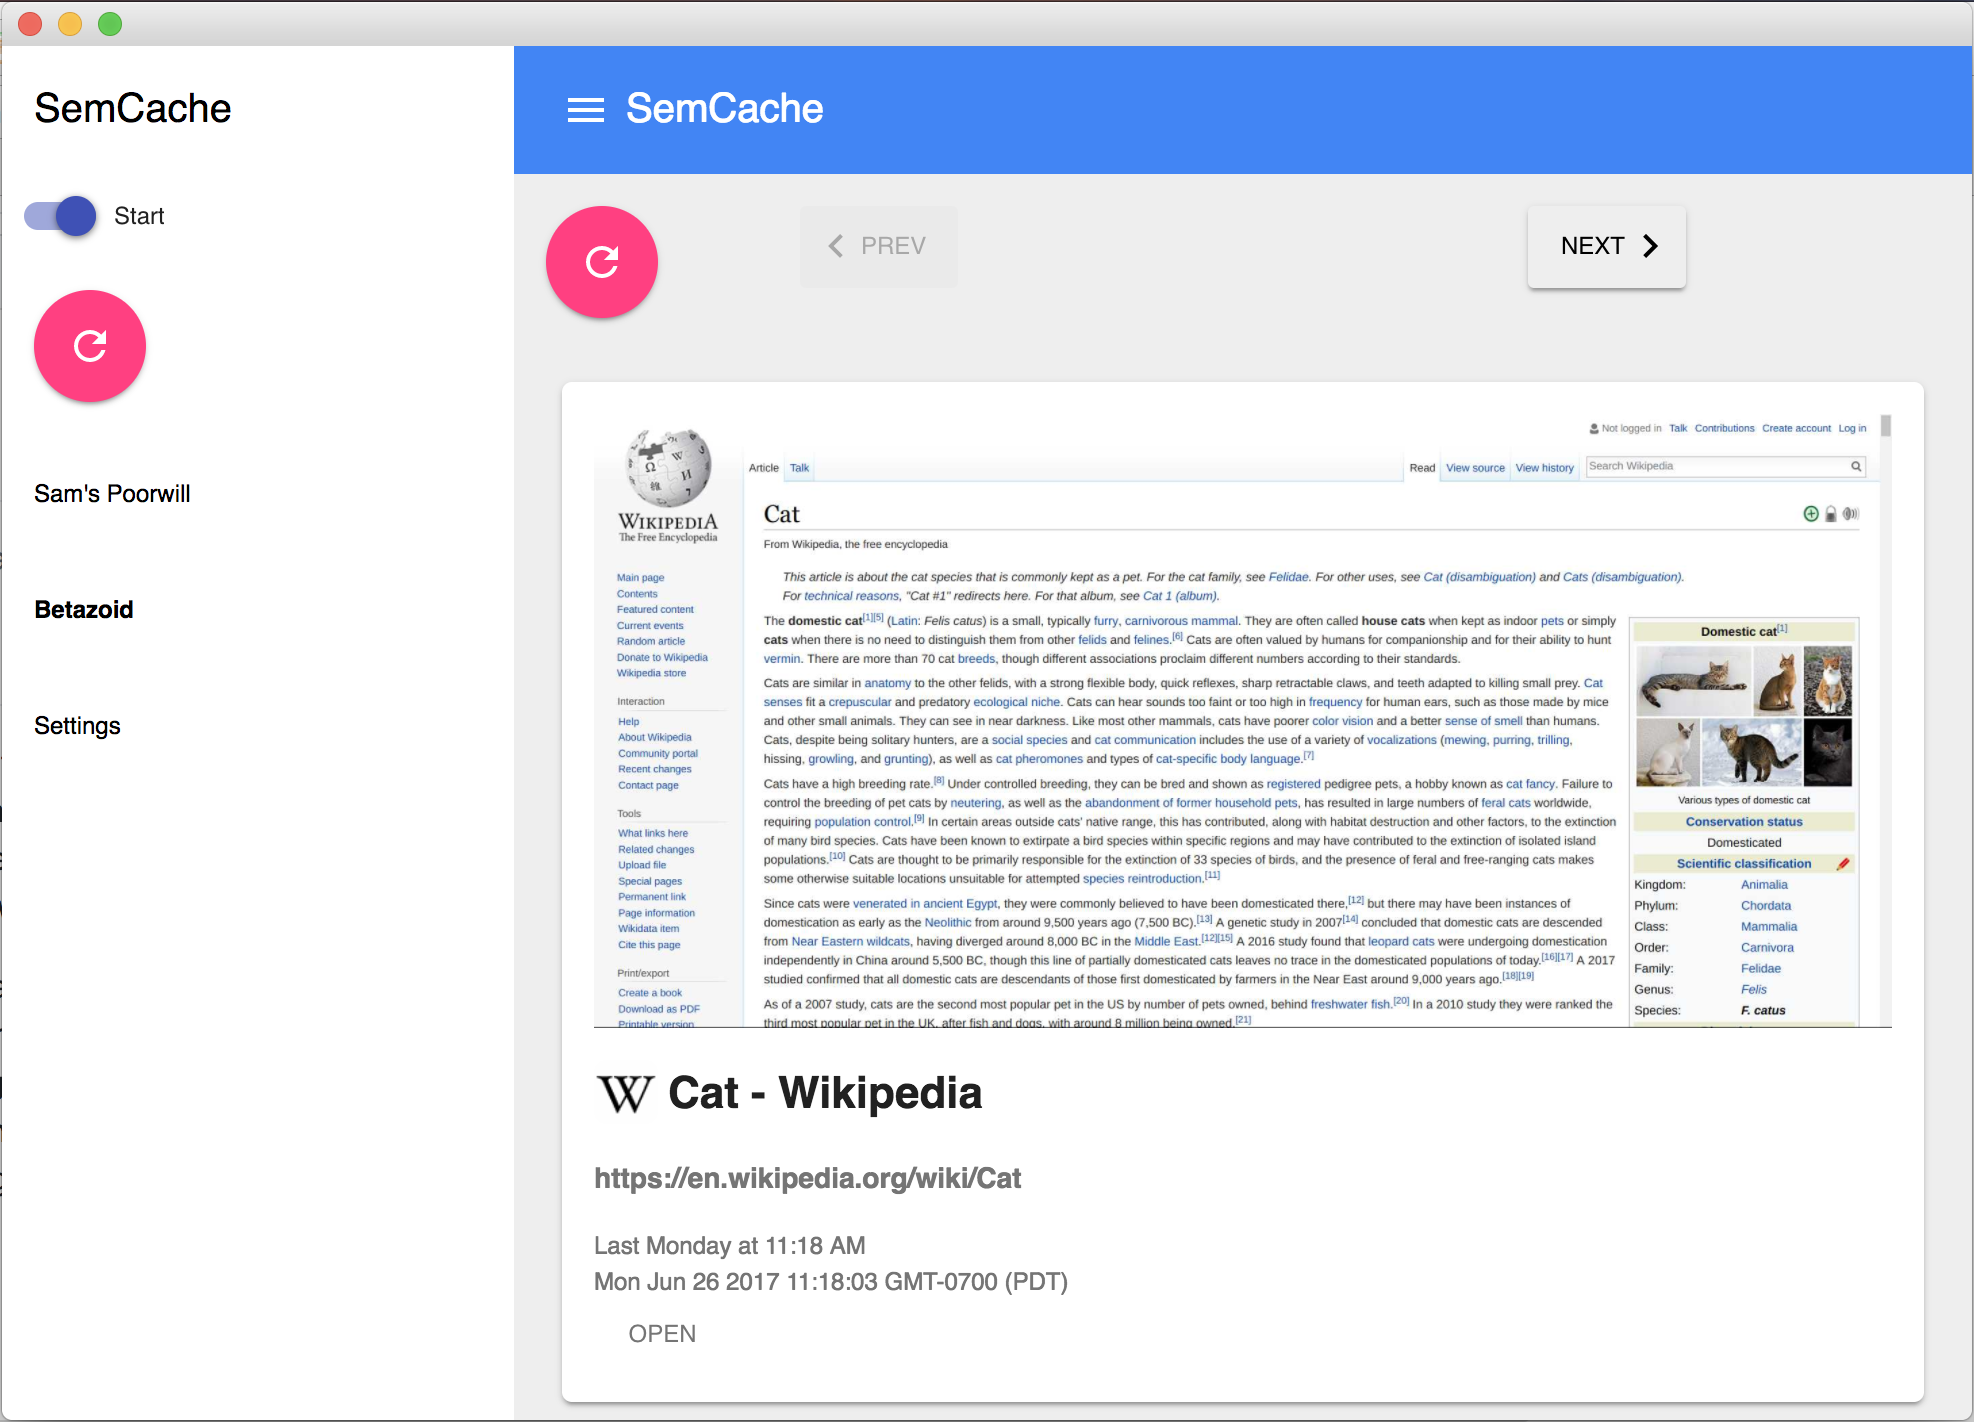 SemCache
Start
Sam's Poorwill
Betazoid
Settings
SemCache
PREV
NEXT
Not logged in Talk Contributions Create account Log in
Article Talk
Read View source View history Search Wikipedia
WIKIPEDIA
The Free Encyclopedia
Main page
Contents
Featured content
Current events
Random article
Donate to Wikipedia
Wikipedia store
Interaction
Help
About Wikipedia
Community portal
Recent changes
Contact page
Tools
What links here
Related changes
Upload file
Special pages
Permanent link
Page information
Wikidata item
Cite this page
Print/export
Create a book
Download as PDF
Printable version
Cat
From Wikipedia, the free encyclopedia
This article is about the cat species that is commonly kept as a pet. For the cat family, see Felidae. For other uses, see Cat (disambiguation) and Cats (disambiguation).
For technical reasons, "Cat #1" redirects here. For that album, see Cat 1 (album).
The domestic cat[1][5] (Latin: Felis catus) is a small, typically furry, carnivorous mammal. They are often called house cats when kept as indoor pets or simply
cats when there is no need to distinguish them from other felids and felines.[6] Cats are often valued by humans for companionship and for their ability to hunt
vermin. There are more than 70 cat breeds, though different associations proclaim different numbers according to their standards.
Cats are similar in anatomy to the other felids, with a strong flexible body, quick reflexes, sharp retractable claws, and teeth adapted to killing small prey. Cat
senses fit a crepuscular and predatory ecological niche. Cats can hear sounds too faint or too high in frequency for human ears, such as those made by mice
and other small animals. They can see in near darkness. Like most other mammals, cats have poorer color vision and a better sense of smell than humans.
Cats, despite being solitary hunters, are a social species and cat communication includes the use of a variety of vocalizations (mewing, purring, trilling,
hissing, growling, and grunting), as well as cat pheromones and types of cat-specific body language.[7]
Cats have a high breeding rate.[8] Under controlled breeding, they can be bred and shown as registered pedigree pets, a hobby known as cat fancy. Failure to
control the breeding of pet cats by neutering, as well as the abandonment of former household pets, has resulted in large numbers of feral cats worldwide,
requiring population control.[9] In certain areas outside cats' native range, this has contributed, along with habitat destruction and other factors, to the extinction
of many bird species. Cats have been known to extirpate a bird species within specific regions and may have contributed to the extinction of isolated island
populations.[10] Cats are thought to be primarily responsible for the extinction of 33 species of birds, and the presence of feral and free-ranging cats makes
some otherwise suitable locations unsuitable for attempted species reintroduction.[11]
Since cats were venerated in ancient Egypt, they were commonly believed to have been domesticated there,[12] but there may have been instances of
domestication as early as the Neolithic from around 9,500 years ago (7,500 BC).[13] A genetic study in 2007[14] concluded that domestic cats are descended
from Near Eastern wildcats, having diverged around 8,000 BC in the Middle East.[12][15] A 2016 study found that leopard cats were undergoing domestication
independently in China around 5,500 BC, though this line of partially domesticated cats leaves no trace in the domesticated populations of today.[16][17] A 2017
studied confirmed that all domestic cats are descendants of those first domesticated by farmers in the Near East around 9,000 years ago.[18][19]
As of a 2007 study, cats are the second most popular pet in the US by number of pets owned, behind freshwater fish.[20] In a 2010 study they were ranked the
third most popular pet in the UK, after fish and dogs, with around 8 million being owned.[21]
Domestic cat[1]
Various types of domestic cat
Conservation status
Domesticated
Scientific classification
Kingdom: Animalia
Phylum: Chordata
Class: Mammalia
Order: Carnivora
Family: Felidae
Genus: Felis
Species: F. catus
W Cat - Wikipedia
https://en.wikipedia.org/wiki/Cat
Last Monday at 11:18 AM
Mon Jun 26 2017 11:18:03 GMT-0700 (PDT)
OPEN